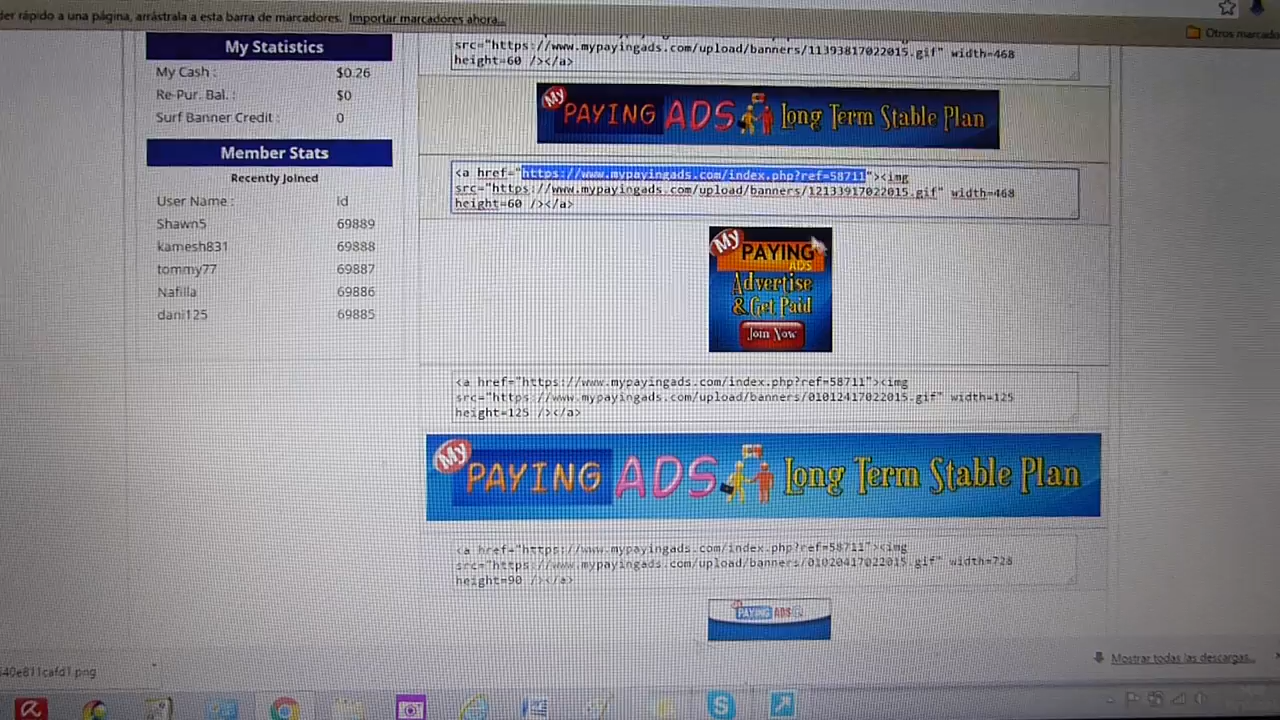 der rápido a una página, arrástrala a esta barra de marcadores. Importar marcadores ahora...
Otros marcado
My Statistics
My Cash : $0.26
Re-Pur. Bal. : $0
Surf Banner Credit : 0
Member Stats
Recently Joined
User Name : Id
Shawn5 69889
kamesh831 69888
tommy77 69887
Nafilla 69886
dani125 69885
src="https://www.mypayingads.com/upload/banners/11393817022015.gif" width=468
height=60 /></a>
My PAYING ADS Long Term Stable Plan
<a href="https://www.mypayingads.com/index.php?ref=58711"><img
src="https://www.mypayingads.com/upload/banners/12133917022015.gif" width=468
height=60 /></a>
My PAYING
ADS
Advertise
& Get Paid
Join Now
<a href="https://www.mypayingads.com/index.php?ref=58711"><img
src="https://www.mypayingads.com/upload/banners/01012417022015.gif" width=125
height=125 /></a>
My PAYING ADS Long Term Stable Plan
<a href="https://www.mypayingads.com/index.php?ref=58711"><img
src="https://www.mypayingads.com/upload/banners/01020417022015.gif" width=728
height=90 /></a>
PAYING ADS
40e811cafd1.png
Mostrar todas las descargas...